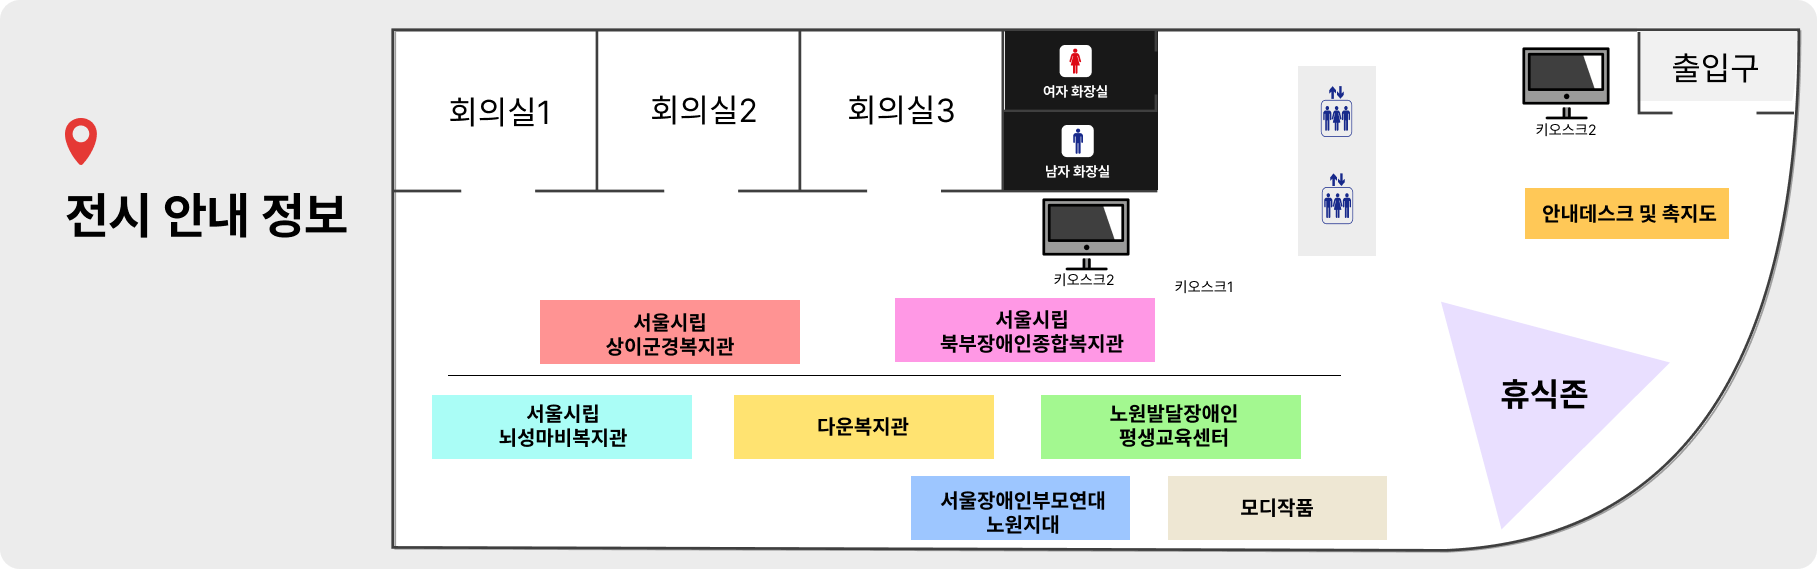 전시 안내 정보
회의실1
회의실2
회의실3
여자 화장실
남자 화장실
출입구
키오스크2
안내데스크 및 촉지도
키오스크2
키오스크1
서울시립
상이군경복지관
서울시립
북부장애인종합복지관
휴식존
서울시립
뇌성마비복지관
다운복지관
노원발달장애인
평생교육센터
서울장애인부모연대
노원지대
모디작품